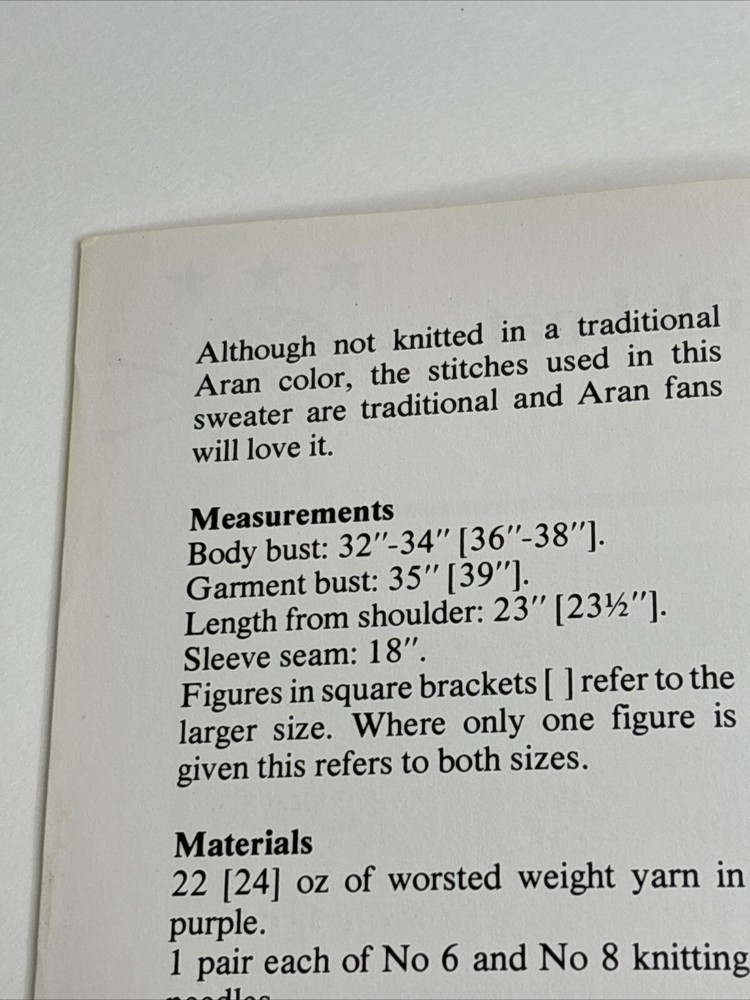 Although not knitted in a traditional
Aran color, the stitches used in this
sweater are traditional and Aran fans
will love it.
Measurements
Body bust: 32″-34″ [36″-38″].
Garment bust: 35″ [39″].
Length from shoulder: 23″ [23½″].
Sleeve seam: 18″.
Figures in square brackets [ ] refer to the
larger size. Where only one figure is
given this refers to both sizes.
Materials
22 [24] oz of worsted weight yarn in
purple.
1 pair each of No 6 and No 8 knitting
needles